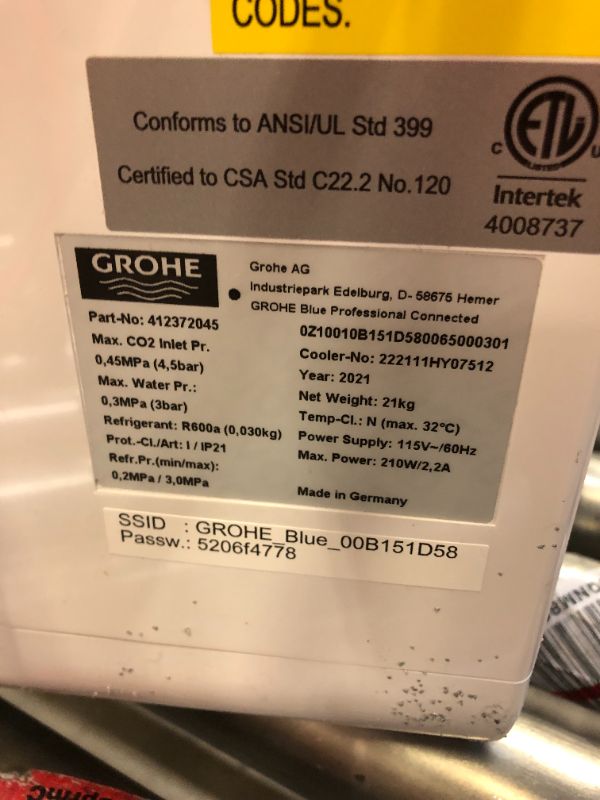 CODES.
Conforms to ANSI/UL Std 399
Certified to CSA Std C22.2 No.120
C ETL LISTED U
Intertek
4008737
GROHE
Part-No: 412372045
Max. CO2 Inlet Pr.
0,45MPa (4,5bar)
Max. Water Pr.:
0,3MPa (3bar)
Refrigerant: R600a (0,030kg)
Prot.-Cl./Art: I / IP21
Refr.Pr.(min/max):
0,2MPa / 3,0MPa
Grohe AG
Industriepark Edelburg, D- 58675 Hemer
GROHE Blue Professional Connected
0Z10010B151D580065000301
Cooler-No: 222111HY07512
Year: 2021
Net Weight: 21kg
Temp-Cl.: N (max. 32°C)
Power Supply: 115V~/60Hz
Max. Power: 210W/2,2A
Made in Germany
SSID : GROHE_Blue_00B151D58
Passw.: 5206f4778